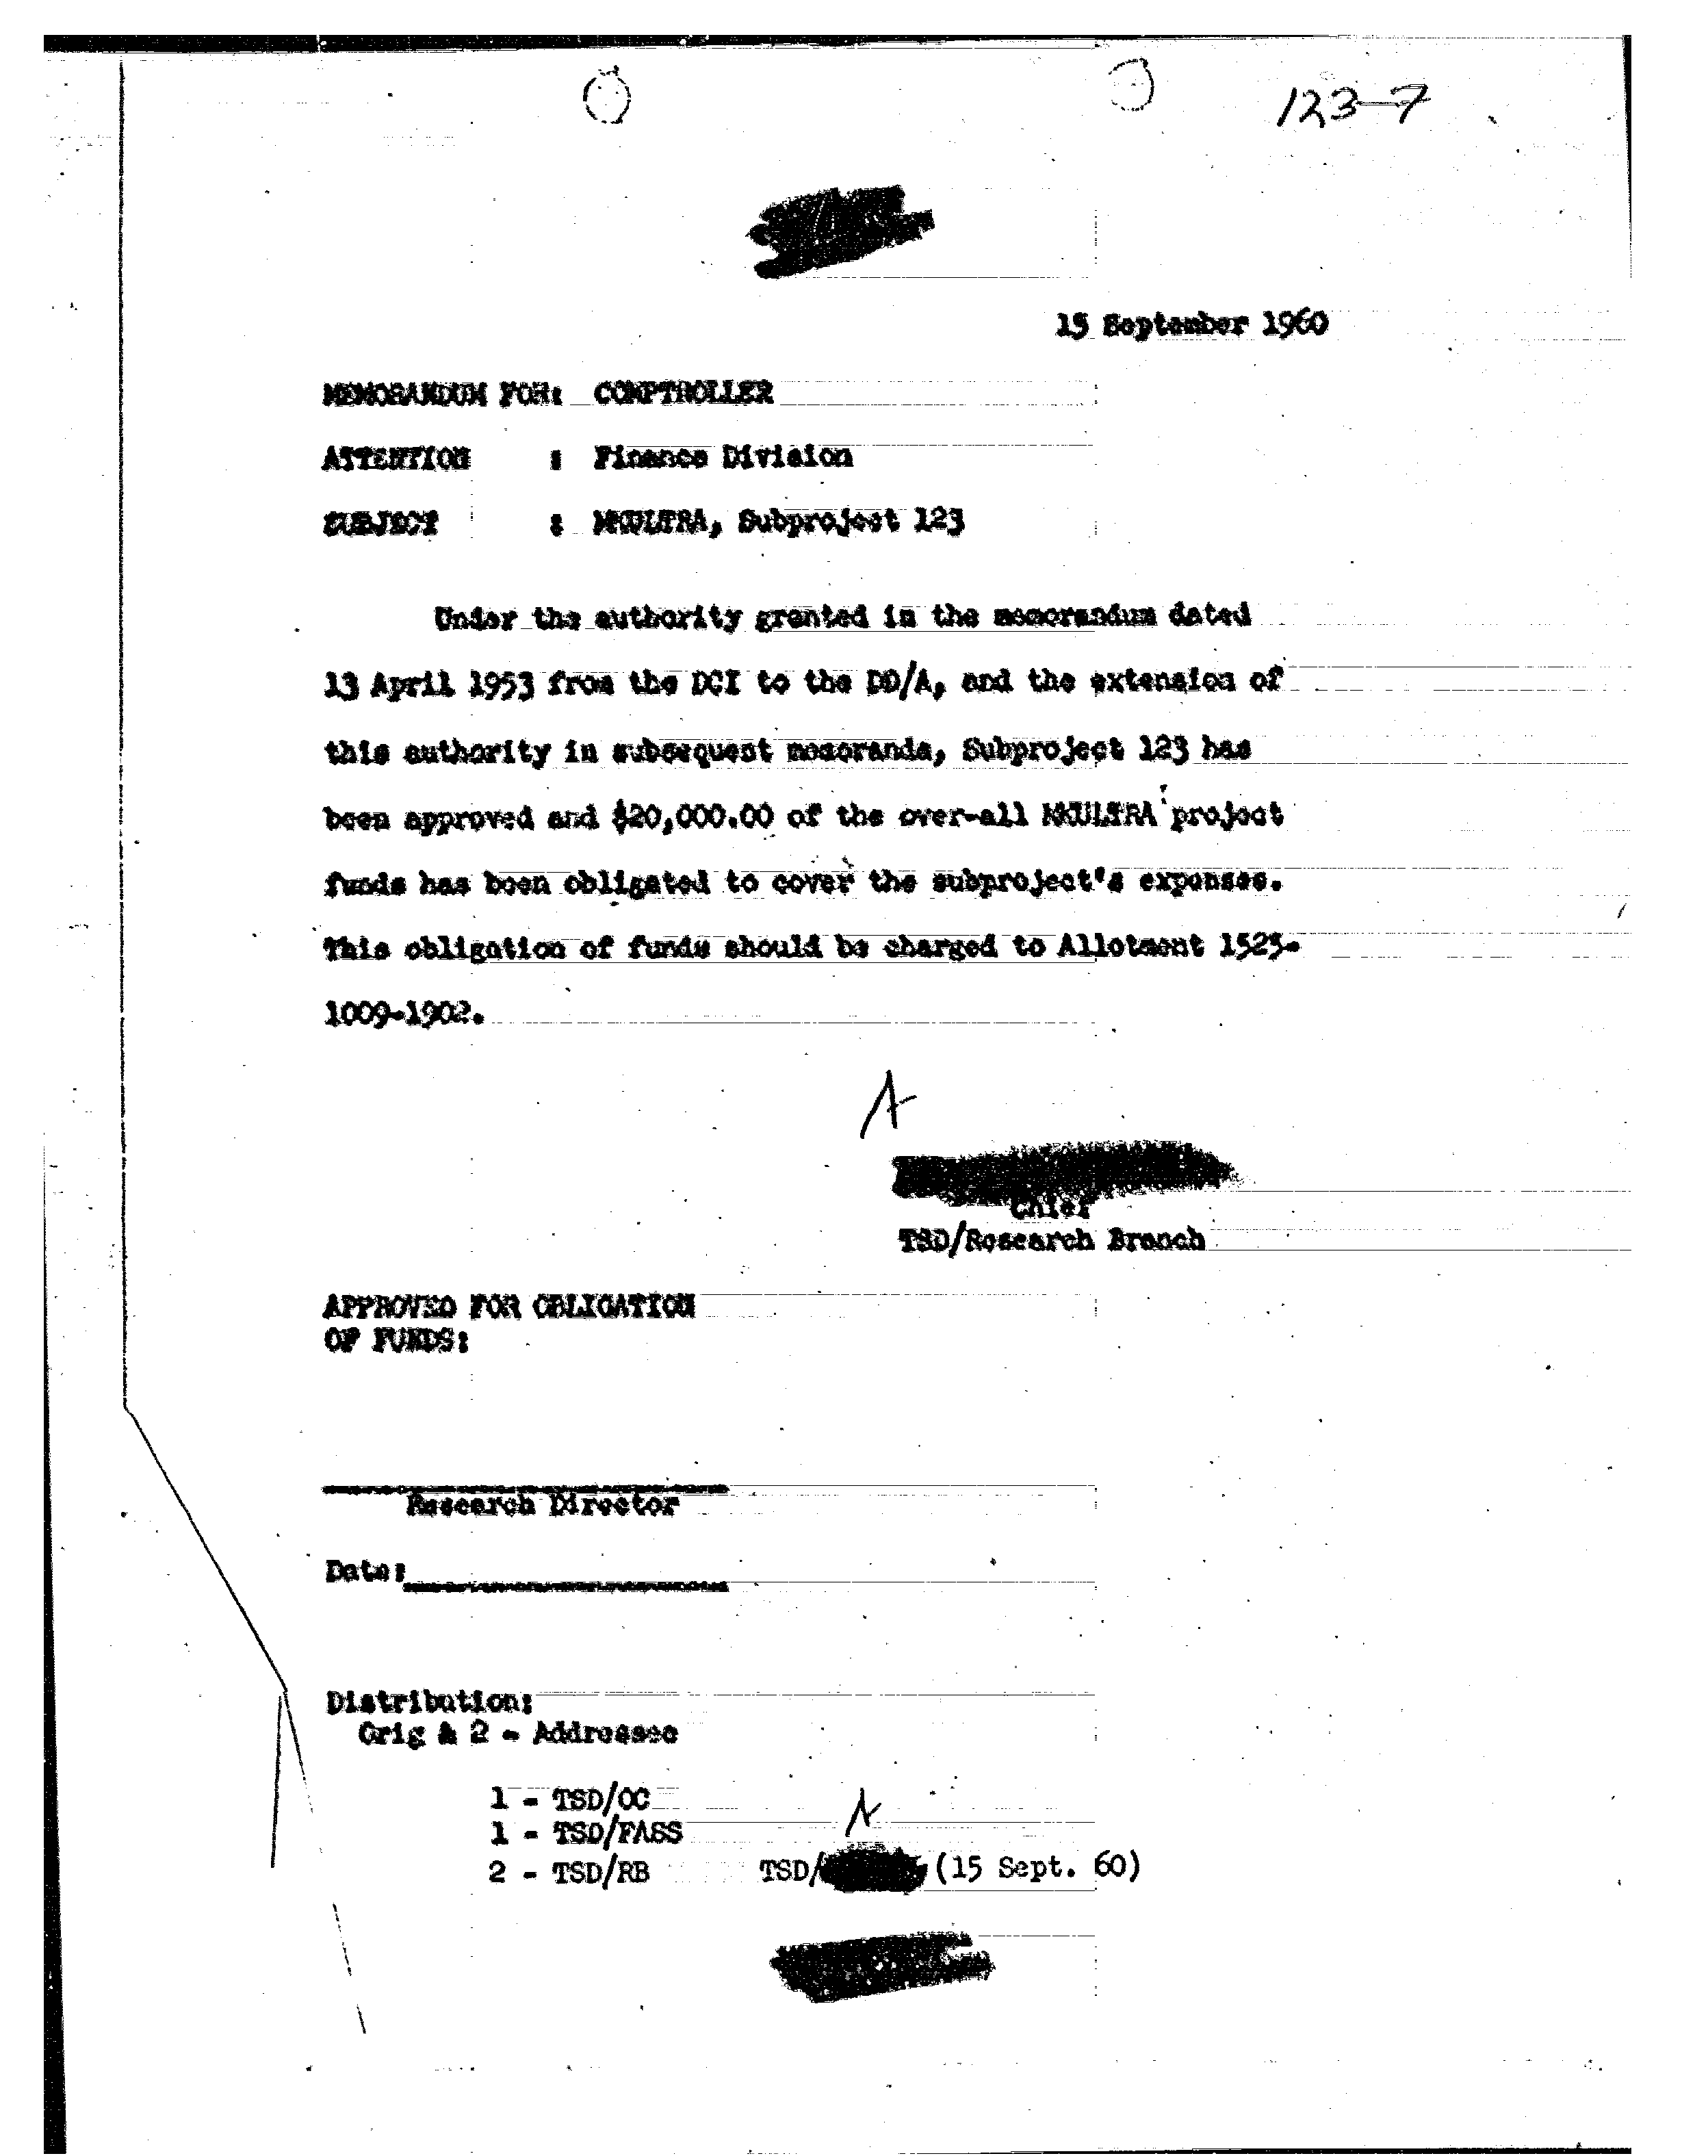 123-7
15 September 1960
MEMORANDUM FOR: COMPTROLLER
ATTENTION : Finance Division
SUBJECT : MKULTRA, Subproject 123
Under the authority granted in the memorandum dated
13 April 1953 from the DCI to the DD/A, and the extension of
this authority in subsequent memoranda, Subproject 123 has
been approved and $20,000.00 of the over-all MKULTRA project
funds has been obligated to cover the subproject's expenses.
This obligation of funds should be charged to Allotment 1525-
1009-1902.
A
Chief
TSD/Research Branch
APPROVED FOR OBLIGATION
OF FUNDS:
Research Director
Date:
Distribution:
Orig & 2 - Addressee
1 - TSD/OC
1 - TSD/FASS
A
2 - TSD/RB TSD/ (15 Sept. 60)